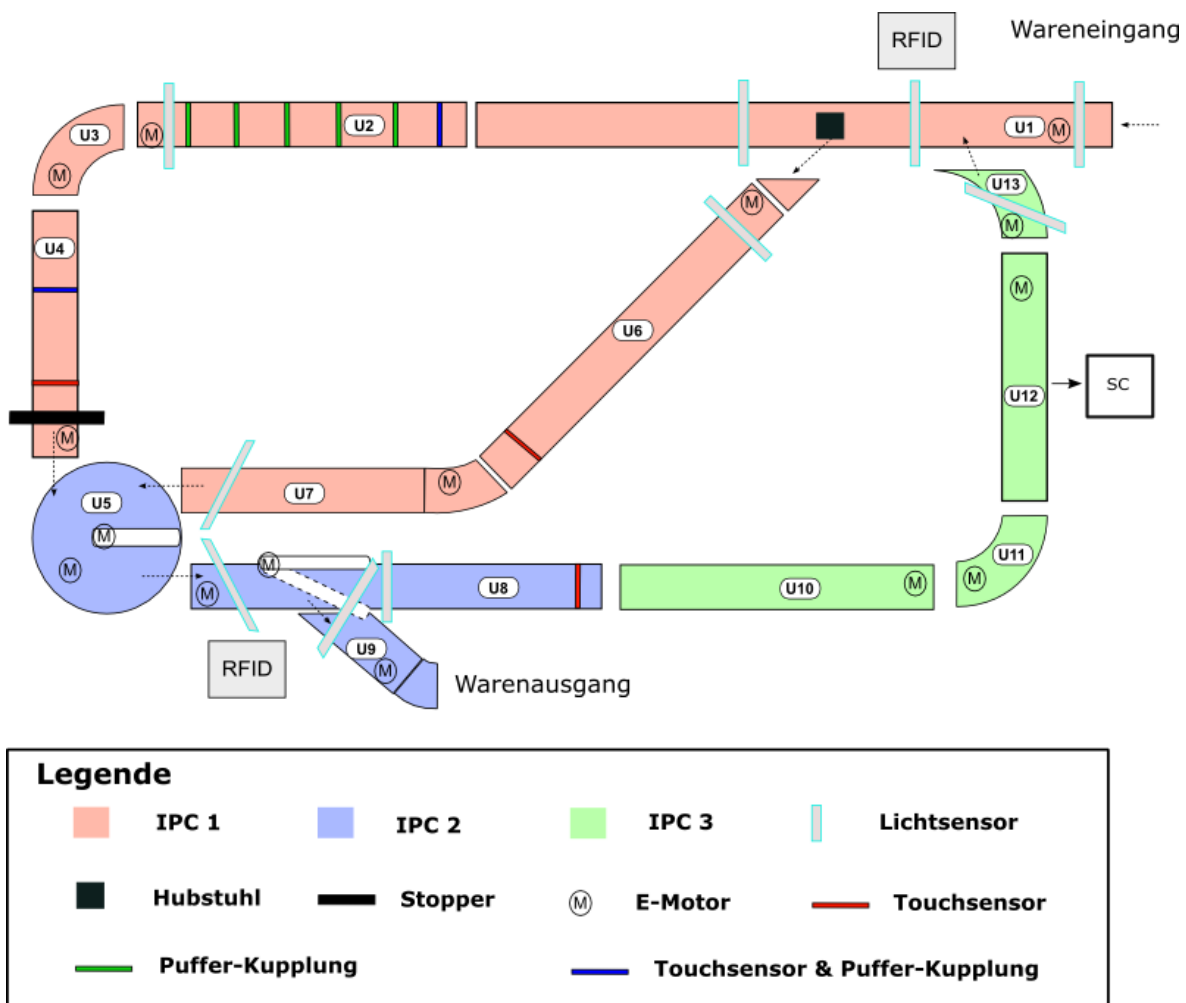 Wareneingang
RFID
U3
M
M
U2
U1
M
U13
M
M
U4
M
M
U6
U12
SC
M
U7
M
U5
M
M
M
M
U8
U10
M
U11
M
RFID
U9
M
Warenausgang
Legende
IPC 1
IPC 2
IPC 3
Lichtsensor
Hubstuhl
Stopper
M
E-Motor
Touchsensor
Puffer-Kupplung
Touchsensor & Puffer-Kupplung